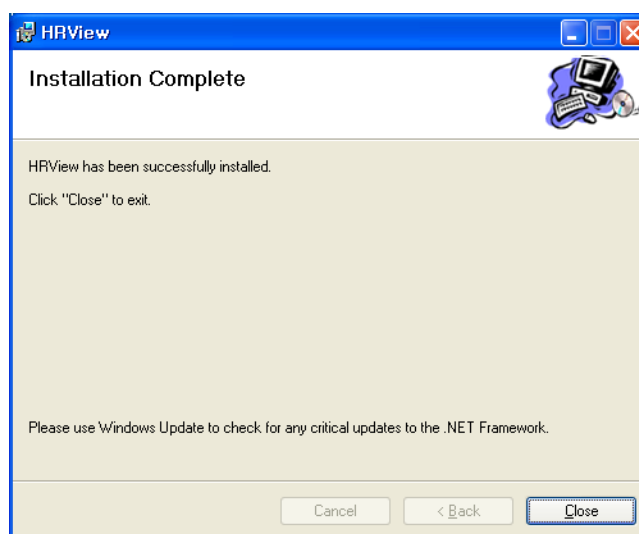 HRView
Installation Complete
HRView has been successfully installed.
Click "Close" to exit.
Please use Windows Update to check for any critical updates to the .NET Framework.
Cancel
< Back
Close